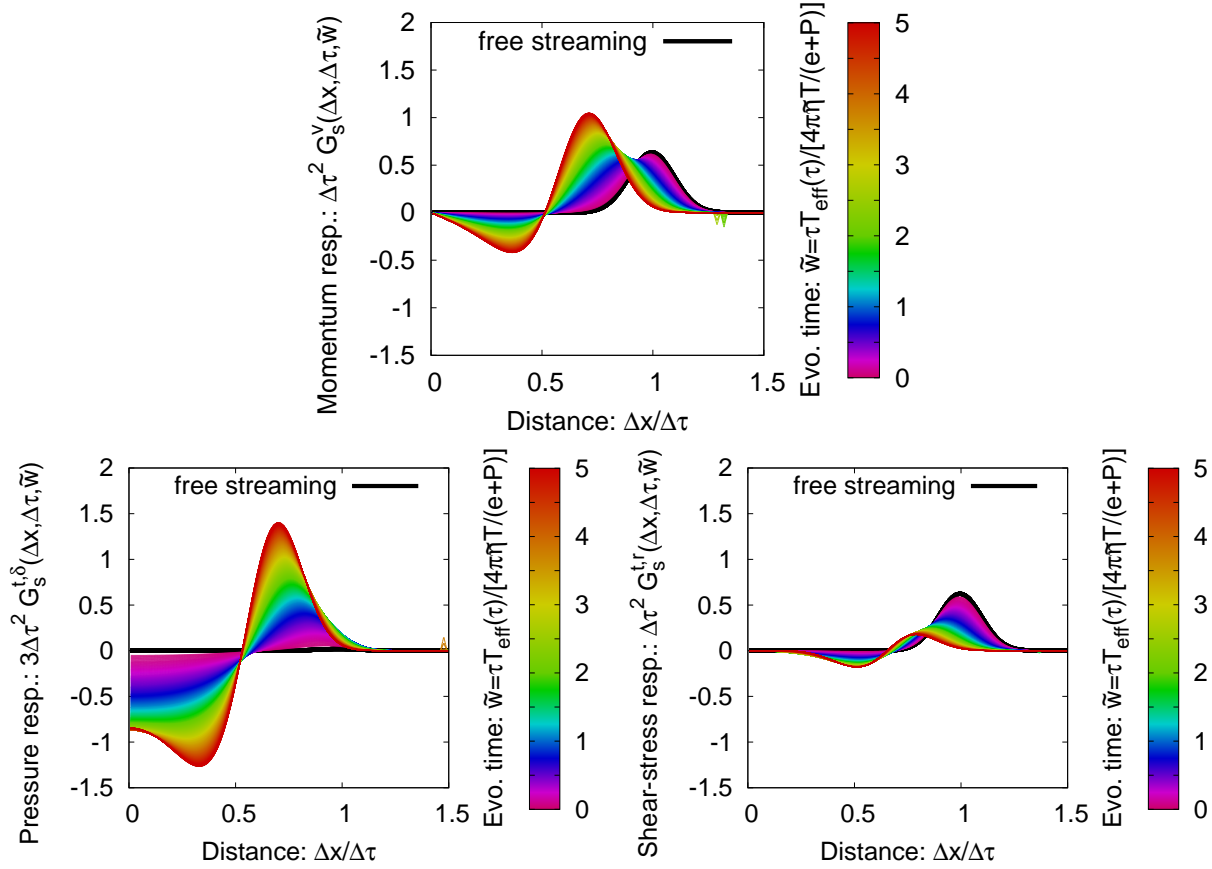 Momentum resp.: Δτ² G_s^v(Δx,Δτ,w̃)
2
1.5
1
0.5
0
-0.5
-1
-1.5
free streaming
0 0.5 1 1.5
Distance: Δx/Δτ
Evo. time: w̃=τT_eff(τ)/[4πη̃T/(e+P)]
5
4
3
2
1
0
Pressure resp.: 3Δτ² G_s^{t,δ}(Δx,Δτ,w̃)
2
1.5
1
0.5
0
-0.5
-1
-1.5
free streaming
0 0.5 1 1.5
Distance: Δx/Δτ
Evo. time: w̃=τT_eff(τ)/[4πη̃T/(e+P)]
5
4
3
2
1
0
Shear-stress resp.: Δτ² G_s^{t,r}(Δx,Δτ,w̃)
2
1.5
1
0.5
0
-0.5
-1
-1.5
free streaming
0 0.5 1 1.5
Distance: Δx/Δτ
Evo. time: w̃=τT_eff(τ)/[4πη̃T/(e+P)]
5
4
3
2
1
0